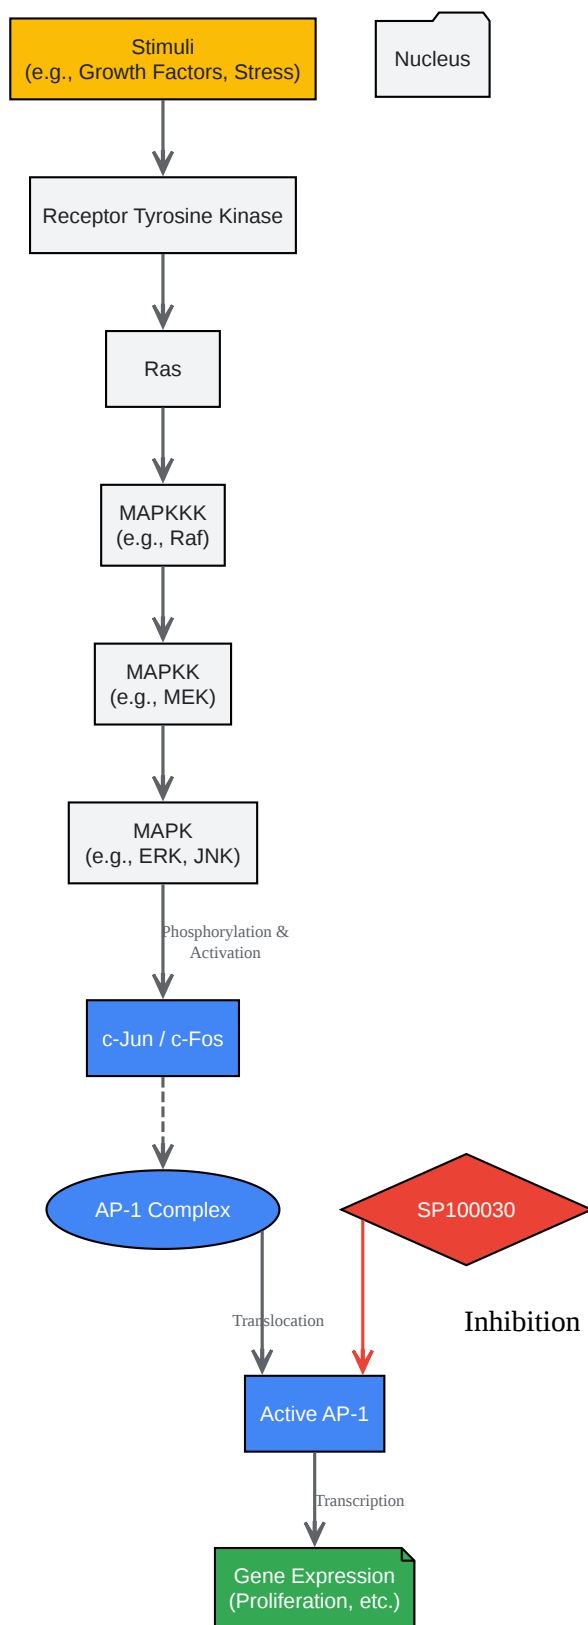 Stimuli
(e.g., Growth Factors, Stress)
Nucleus
Receptor Tyrosine Kinase
Ras
MAPKKK
(e.g., Raf)
MAPKK
(e.g., MEK)
MAPK
(e.g., ERK, JNK)
Phosphorylation &
Activation
c-Jun / c-Fos
AP-1 Complex
SP100030
Translocation
Inhibition
Active AP-1
Transcription
Gene Expression
(Proliferation, etc.)